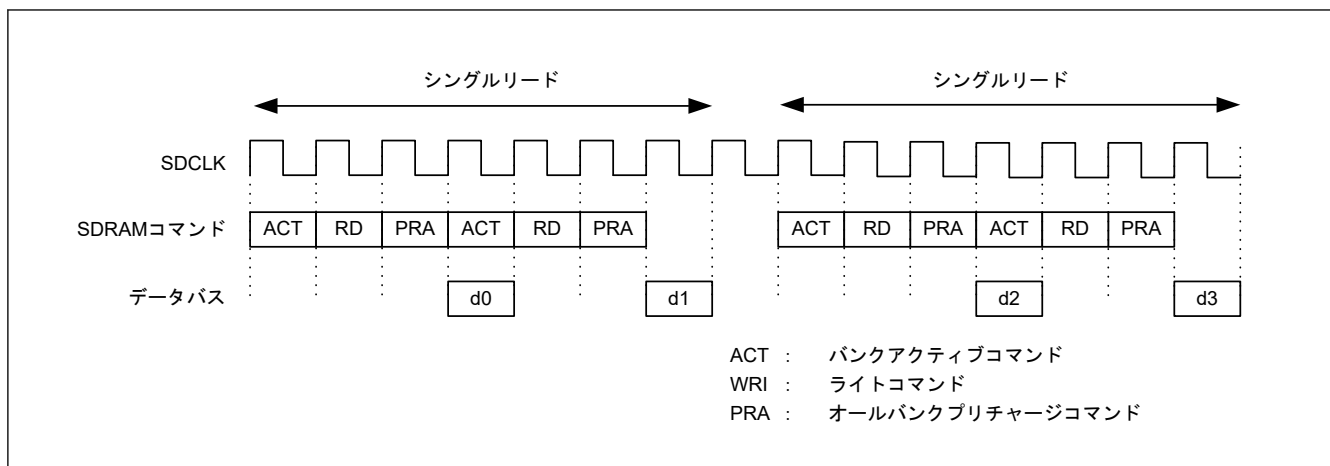 シングルリード シングルリード
SDCLK
SDRAMコマンド ACT RD PRA ACT RD PRA ACT RD PRA ACT RD PRA
データバス d0 d1 d2 d3
ACT : バンクアクティブコマンド
WRI : ライトコマンド
PRA : オールバンクプリチャージコマンド